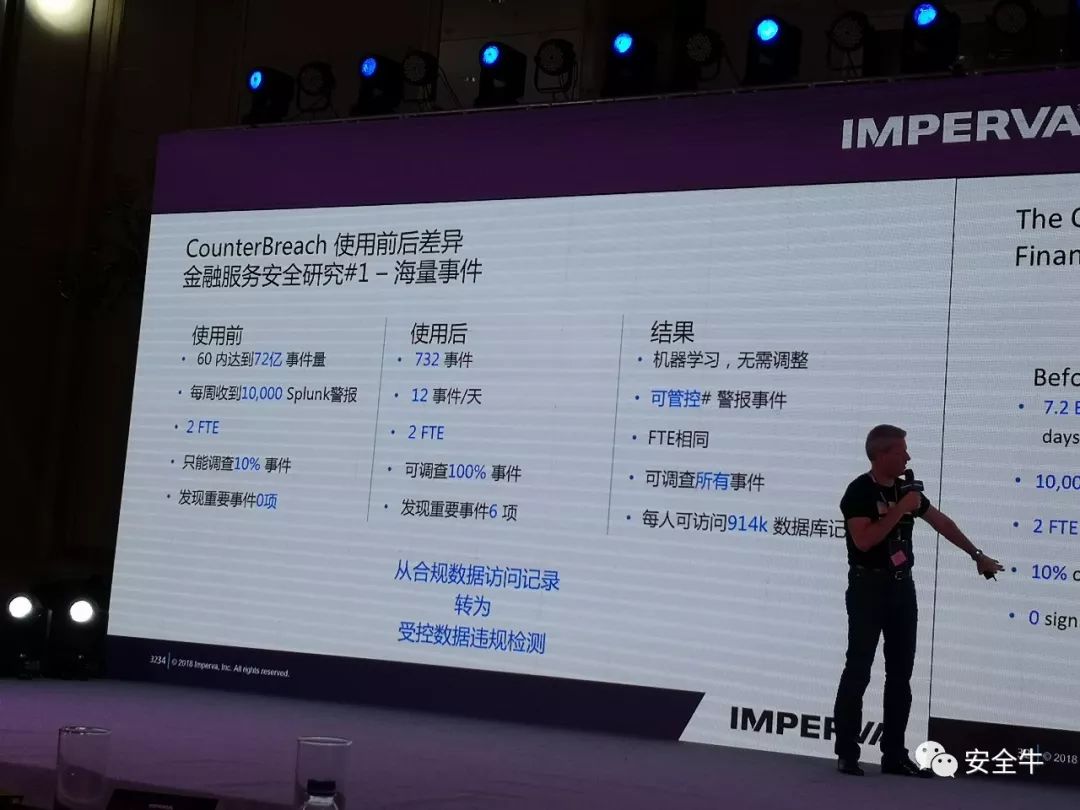 IMPERVA
CounterBreach 使用前后差异
金融服务安全研究#1 – 海量事件
使用前
• 60 内达到72亿 事件量
• 每周收到10,000 Splunk警报
• 2 FTE
• 只能调查10% 事件
• 发现重要事件0项
使用后
• 732 事件
• 12 事件/天
• 2 FTE
• 可调查100% 事件
• 发现重要事件6 项
结果
• 机器学习，无需调整
• 可管控# 警报事件
• FTE相同
• 可调查所有事件
• 每人可访问914k 数据库记
从合规数据访问记录
转为
受控数据违规检测
3234 | © 2018 Imperva, Inc. All rights reserved.
IMPERVA
The
Finan
Befo
• 7.2
days
• 10,00
• 2 FTE
• 10%
• 0 sign
© 2018
安全牛